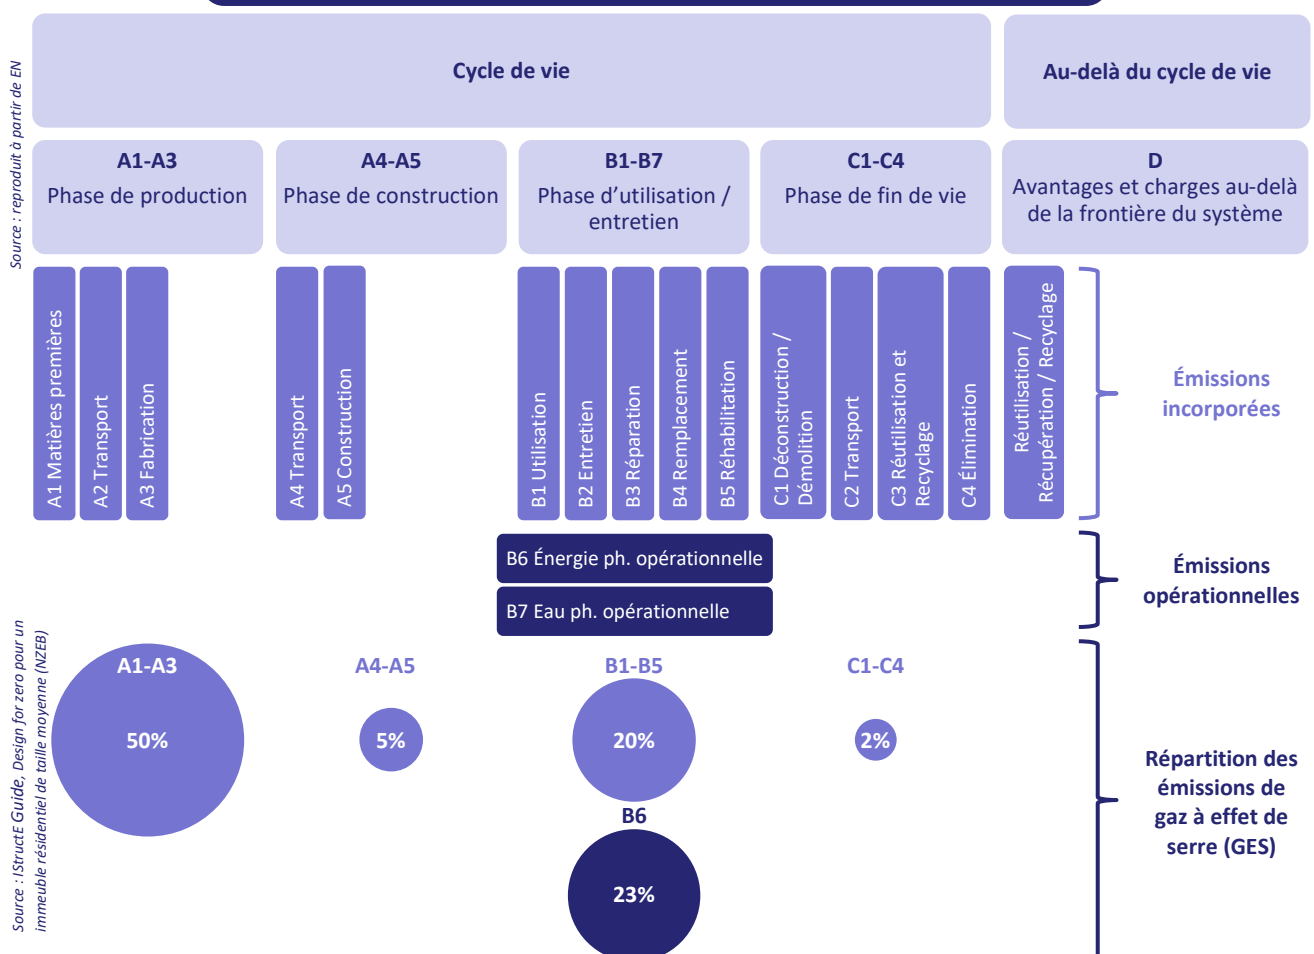 Cycle de vie
Au-delà du cycle de vie
Source : reproduit à partir de EN
A1-A3
Phase de production
A4-A5
Phase de construction
B1-B7
Phase d'utilisation /
entretien
C1-C4
Phase de fin de vie
D
Avantages et charges au-delà
de la frontière du système
A1 Matières premières
A2 Transport
A3 Fabrication
A4 Transport
A5 Construction
B1 Utilisation
B2 Entretien
B3 Réparation
B4 Remplacement
B5 Réhabilitation
C1 Déconstruction /
Démolition
C2 Transport
C3 Réutilisation et
Recyclage
C4 Élimination
Réutilisation /
Récupération / Recyclage
Émissions
incorporées
B6 Énergie ph. opérationnelle
B7 Eau ph. opérationnelle
Émissions
opérationnelles
Source : IStructE Guide, Design for zero pour un
immeuble résidentiel de taille moyenne (NZEB)
A1-A3
50%
A4-A5
5%
B1-B5
20%
C1-C4
2%
B6
23%
Répartition des
émissions de
gaz à effet de
serre (GES)